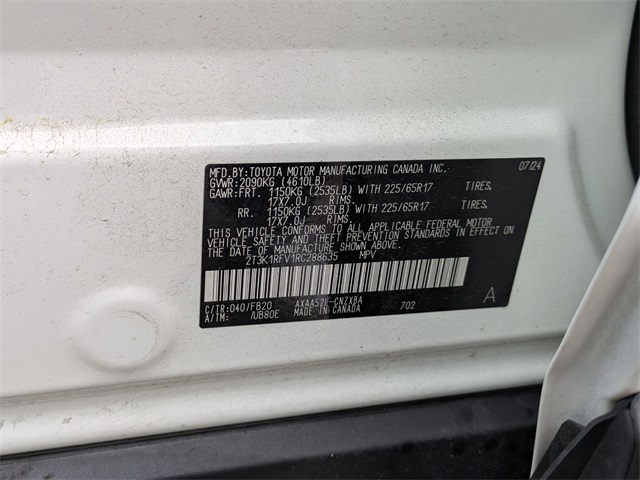 MFD.BY:TOYOTA MOTOR MANUFACTURING CANADA INC. 07/24
GVWR:2090KG (4610LB)
GAWR:FRT. 1150KG (2535LB) WITH 225/65R17 TIRES.
17X7.0J RIMS.
RR. 1150KG (2535LB) WITH 225/65R17 TIRES.
17X7.0J RIMS.
THIS VEHICLE CONFORMS TO ALL APPLICABLE FEDERAL MOTOR
VEHICLE SAFETY AND THEFT PREVENTION STANDARDS IN EFFECT ON
THE DATE OF MANUFACTURE SHOWN ABOVE.
2T3K1RFV1RC288635 MPV
C/TR:040/FB20 AXAA52L-CNZXBA A
A/TM: /UB80E MADE IN CANADA 702